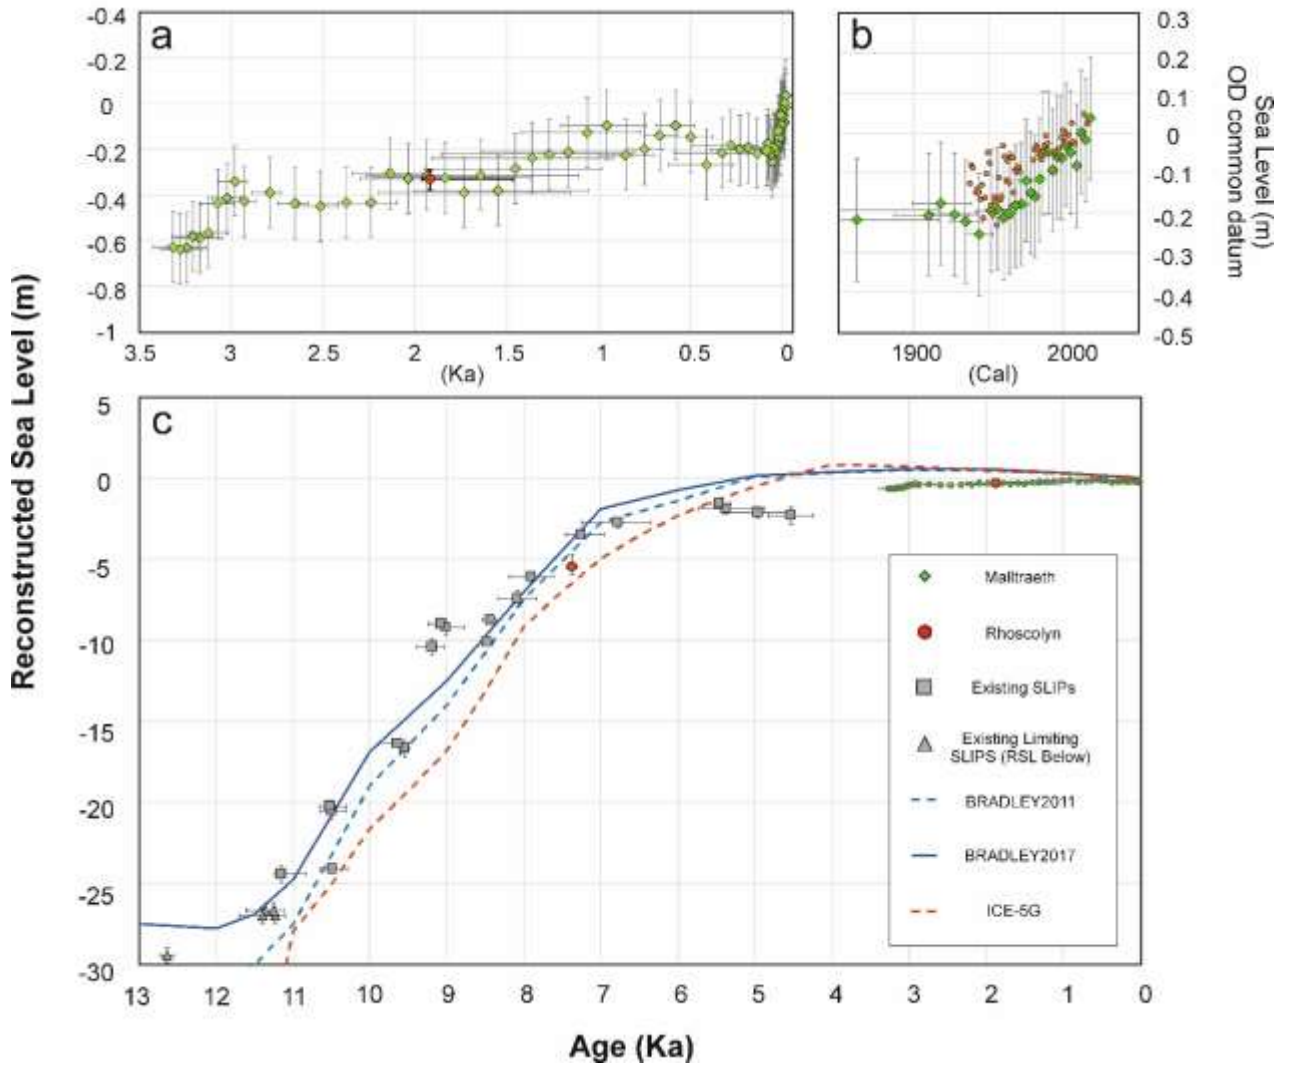 a
-0.4
-0.2
0
-0.2
-0.4
-0.6
-0.8
-1
3.5
3
2.5
2
1.5
1
0.5
0
(Ka)
b
0.3
0.2
0.1
0
-0.1
-0.2
-0.3
-0.4
-0.5
1900
2000
(Cal)
Sea Level (m)
OD common datum
Reconstructed Sea Level (m)
c
5
0
-5
-10
-15
-20
-25
-30
13
12
11
10
9
8
7
6
5
4
3
2
1
0
Age (Ka)
Malltraeth
Rhoscolyn
Existing SLIPs
Existing Limiting
SLIPS (RSL Below)
BRADLEY2011
BRADLEY2017
ICE-5G